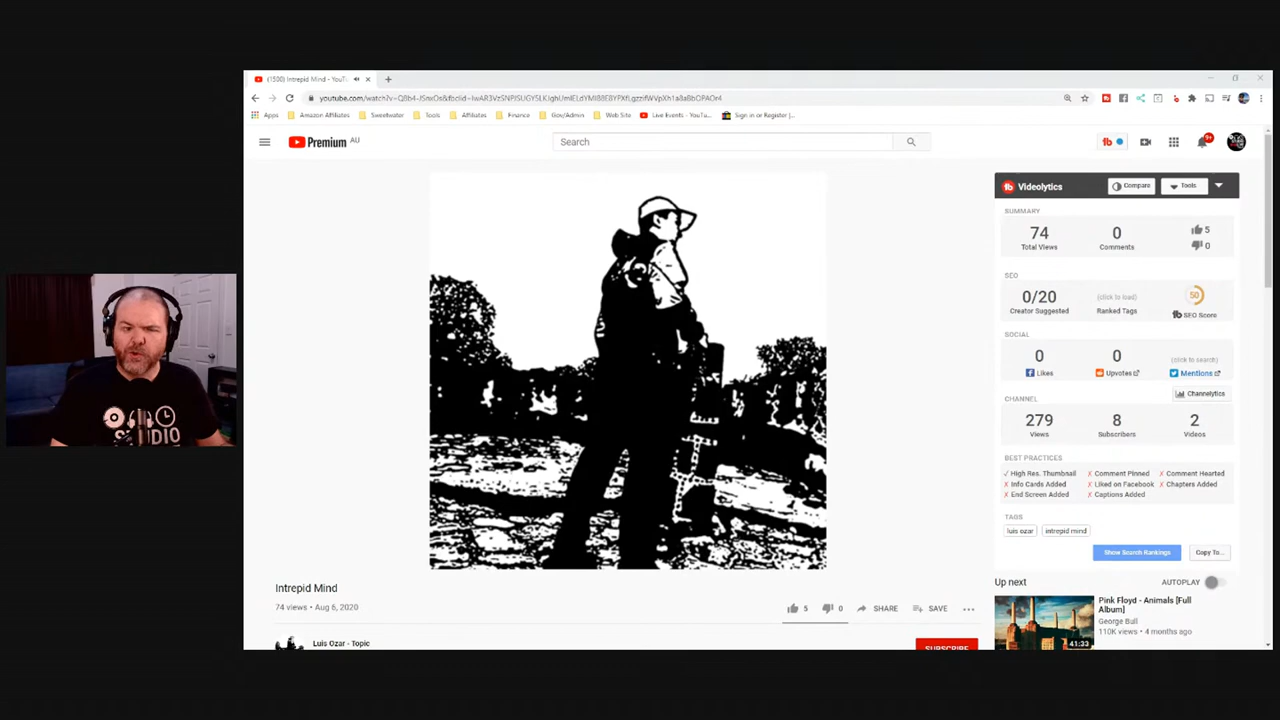 (1500) Intrepid Mind - YouTu
Apps Amazon Affiliates Sweetwater Tools Affiliates Finance Gov/Admin Web Site Live Events - YouTu... Sign in or Register |...
Premium AU
Search
9+
Videolytics Compare Tools
SUMMARY
74 0 5
Total Views Comments 0
SEO
0/20 (click to load) 50
Creator Suggested Ranked Tags SEO Score
SOCIAL
0 0 (click to search)
Likes Upvotes Mentions
CHANNEL Channelytics
279 8 2
Views Subscribers Videos
BEST PRACTICES
√ High Res. Thumbnail ✗ Comment Pinned ✗ Comment Hearted
✗ Info Cards Added ✗ Liked on Facebook ✗ Chapters Added
✗ End Screen Added ✗ Captions Added
TAGS
luis ozar intrepid mind
Show Search Rankings Copy To...
Intrepid Mind
74 views • Aug 6, 2020 5 0 SHARE SAVE
Luis Ozar - Topic SUBSCRIBE
Up next AUTOPLAY
Pink Floyd - Animals [Full
Album]
George Bull
110K views • 4 months ago
41:33
STUDIO